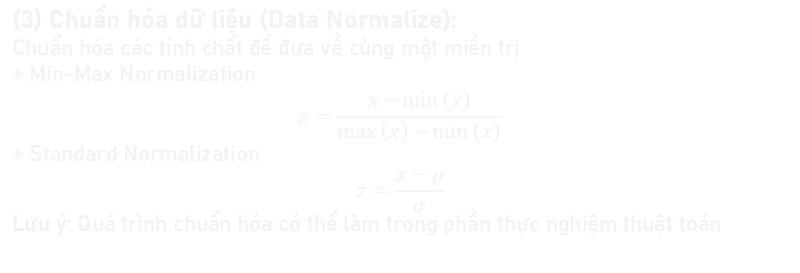 (3) Chuẩn hóa dữ liệu (Data Normalize):
Chuẩn hóa các tính chất để đưa về cùng một miền trị
+ Min-Max Normalization
z = \frac{x - \min(x)}{\max(x) - \min(x)}
+ Standard Normalization
z = \frac{x - μ}{σ}
Lưu ý: Quá trình chuẩn hóa có thể làm trong phần thực nghiệm thuật toán